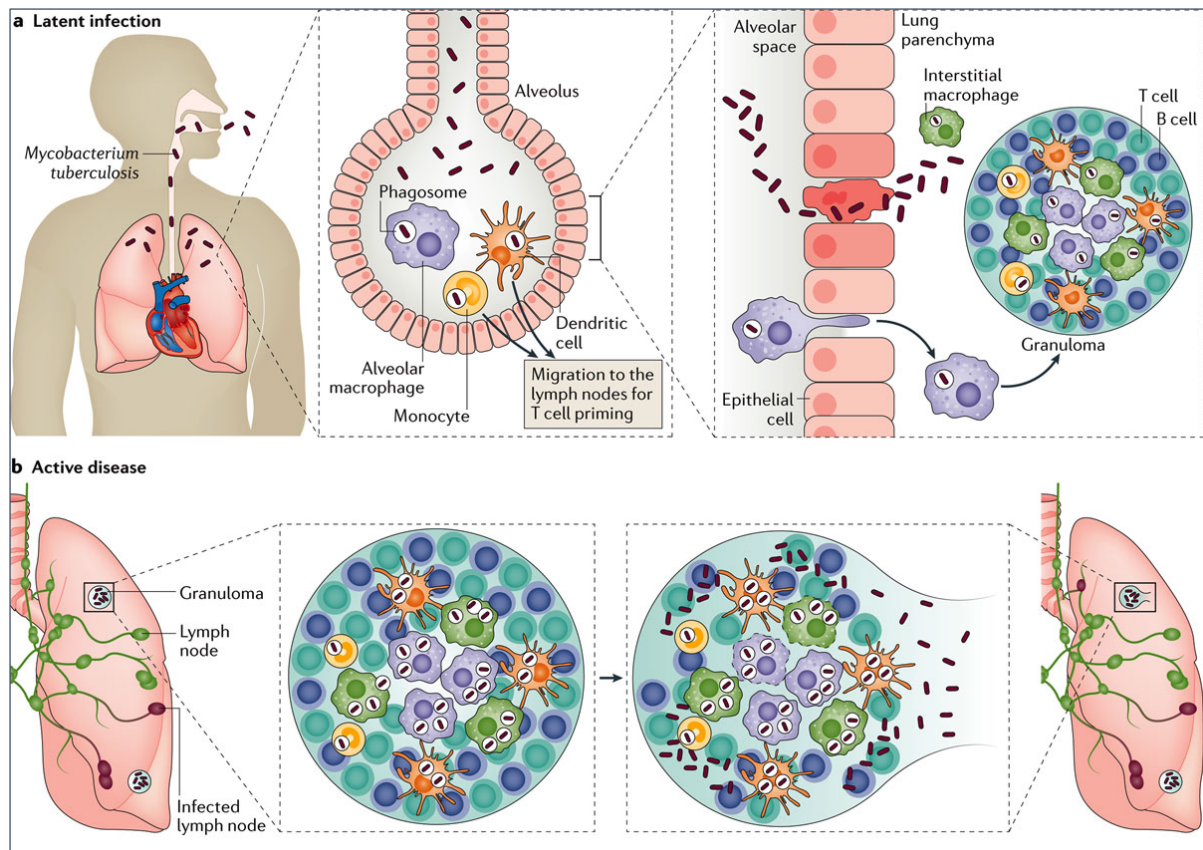 a Latent infection
Mycobacterium
tuberculosis
Alveolus
Phagosome
Dendritic
cell
Alveolar
macrophage
Monocyte
Migration to the
lymph nodes for
T cell priming
Alveolar
space
Lung
parenchyma
Interstitial
macrophage
T cell
B cell
Granuloma
Epithelial
cell
b Active disease
Granuloma
Lymph
node
Infected
lymph node